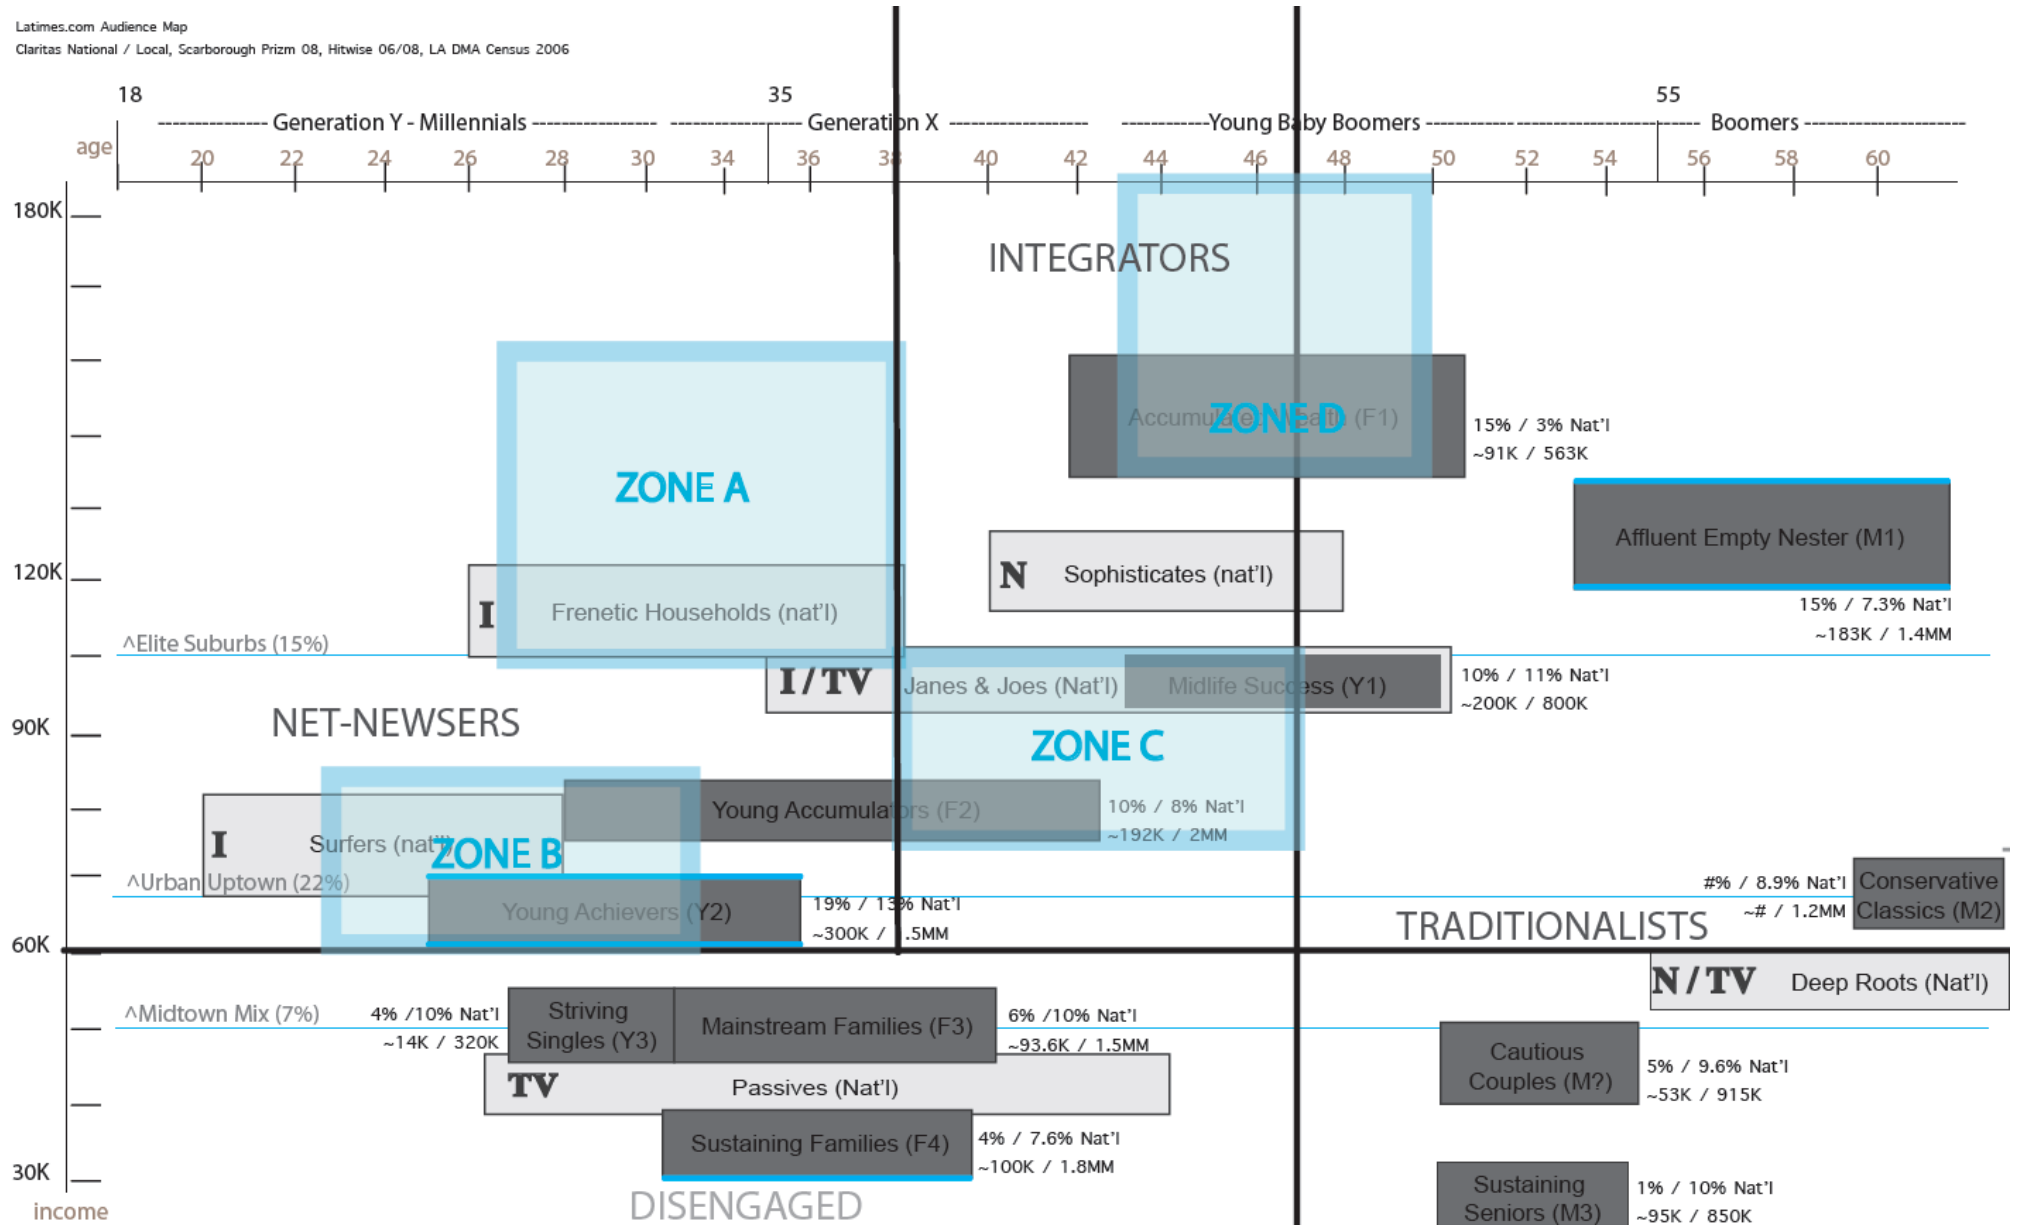 Latimes.com Audience Map
Claritas National / Local, Scarborough Prizm 08, Hitwise 06/08, LA DMA Census 2006
18 35 55
Generation Y - Millennials Generation X Young Baby Boomers Boomers
age 20 22 24 26 28 30 34 36 38 40 42 44 46 48 50 52 54 56 58 60
180K
INTEGRATORS
Accumulated Wealth (F1)
ZONE D
15% / 3% Nat'l
~91K / 563K
ZONE A
Affluent Empty Nester (M1)
120K
N Sophisticates (nat'l)
I Frenetic Households (nat'l)
15% / 7.3% Nat'l
~183K / 1.4MM
^Elite Suburbs (15%)
I / TV Janes & Joes (Nat'l) Midlife Success (Y1)
10% / 11% Nat'l
~200K / 800K
NET-NEWSERS
90K
ZONE C
Young Accumulators (F2)
10% / 8% Nat'l
~192K / 2MM
I Surfers (nat'l)
ZONE B
^Urban Uptown (22%)
#% / 8.9% Nat'l
~# / 1.2MM
Conservative
Classics (M2)
Young Achievers (Y2)
19% / 13% Nat'l
~300K / .5MM
TRADITIONALISTS
60K
N / TV Deep Roots (Nat'l)
^Midtown Mix (7%)
4% /10% Nat'l
~14K / 320K
Striving
Singles (Y3)
Mainstream Families (F3)
6% /10% Nat'l
~93.6K / 1.5MM
Cautious
Couples (M?)
5% / 9.6% Nat'l
~53K / 915K
TV Passives (Nat'l)
Sustaining Families (F4)
4% / 7.6% Nat'l
~100K / 1.8MM
30K
DISENGAGED
Sustaining
Seniors (M3)
1% / 10% Nat'l
~95K / 850K
income